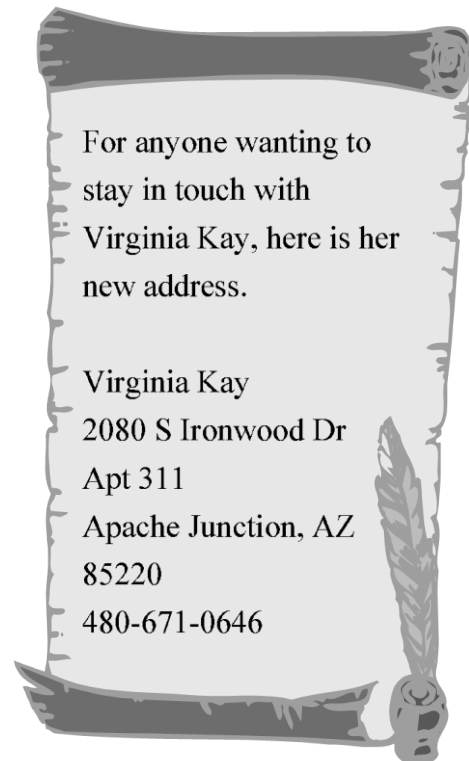 For anyone wanting to
stay in touch with
Virginia Kay, here is her
new address.
Virginia Kay
2080 S Ironwood Dr
Apt 311
Apache Junction, AZ
85220
480-671-0646